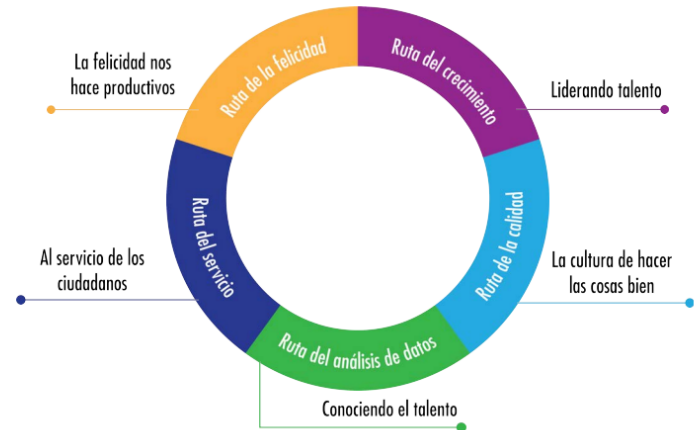 Ruta de la felicidad
Ruta del crecimiento
La felicidad nos
hace productivos
Liderando talento
Ruta del servicio
Ruta de la calidad
Al servicio de los
ciudadanos
La cultura de hacer
las cosas bien
Ruta del análisis de datos
Conociendo el talento